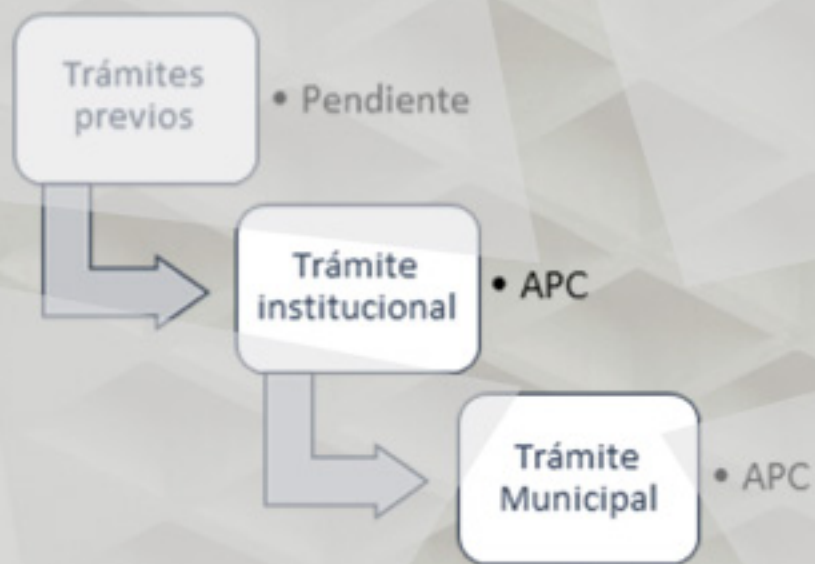 Trámites
previos
• Pendiente
Trámite
institucional
• APC
Trámite
Municipal
• APC